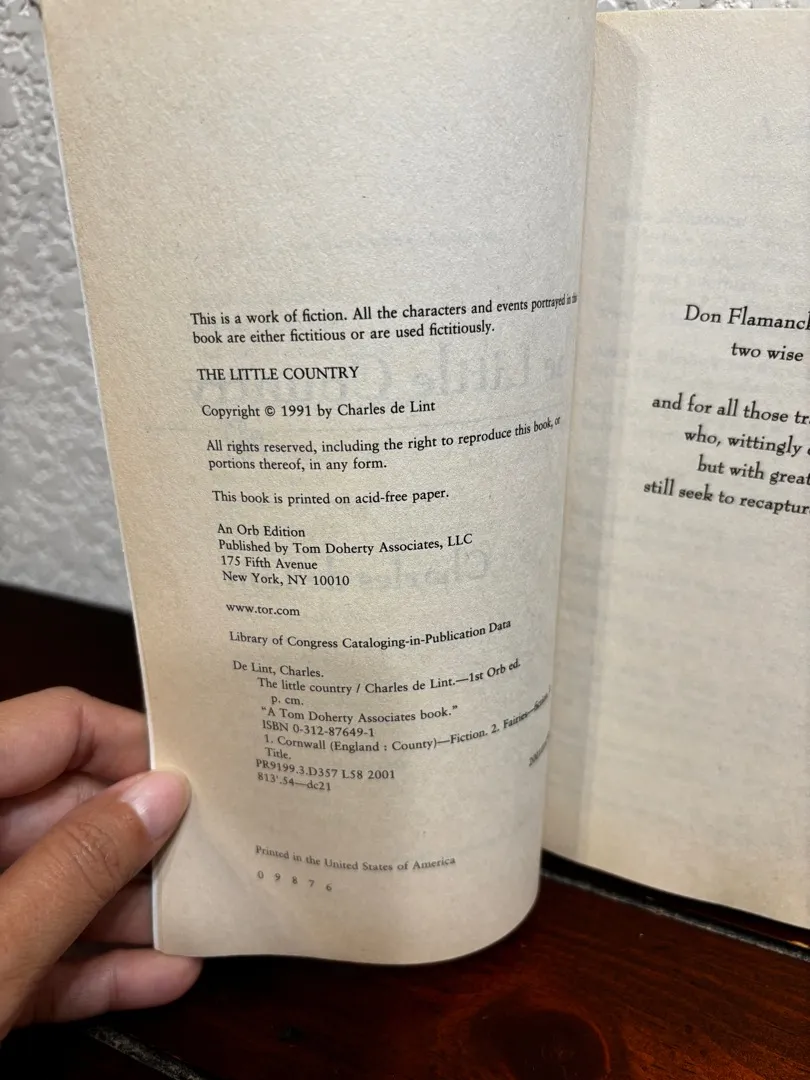 This is a work of fiction. All the characters and events portrayed in this
book are either fictitious or are used fictitiously.
THE LITTLE COUNTRY
Copyright © 1991 by Charles de Lint
All rights reserved, including the right to reproduce this book, or
portions thereof, in any form.
This book is printed on acid-free paper.
An Orb Edition
Published by Tom Doherty Associates, LLC
175 Fifth Avenue
New York, NY 10010
www.tor.com
Library of Congress Cataloging-in-Publication Data
De Lint, Charles.
The little country / Charles de Lint.—1st Orb ed.
p. cm.
"A Tom Doherty Associates book."
ISBN 0-312-87649-1
1. Cornwall (England : County)—Fiction. 2. Fairies—
Title.
PR9199.3.D357 L58 2001
813'.54—dc21
Printed in the United States of America
0 9 8 7 6
Don Flamanc
two wise
and for all those tr
who, wittingly
but with great
still seek to recaptur